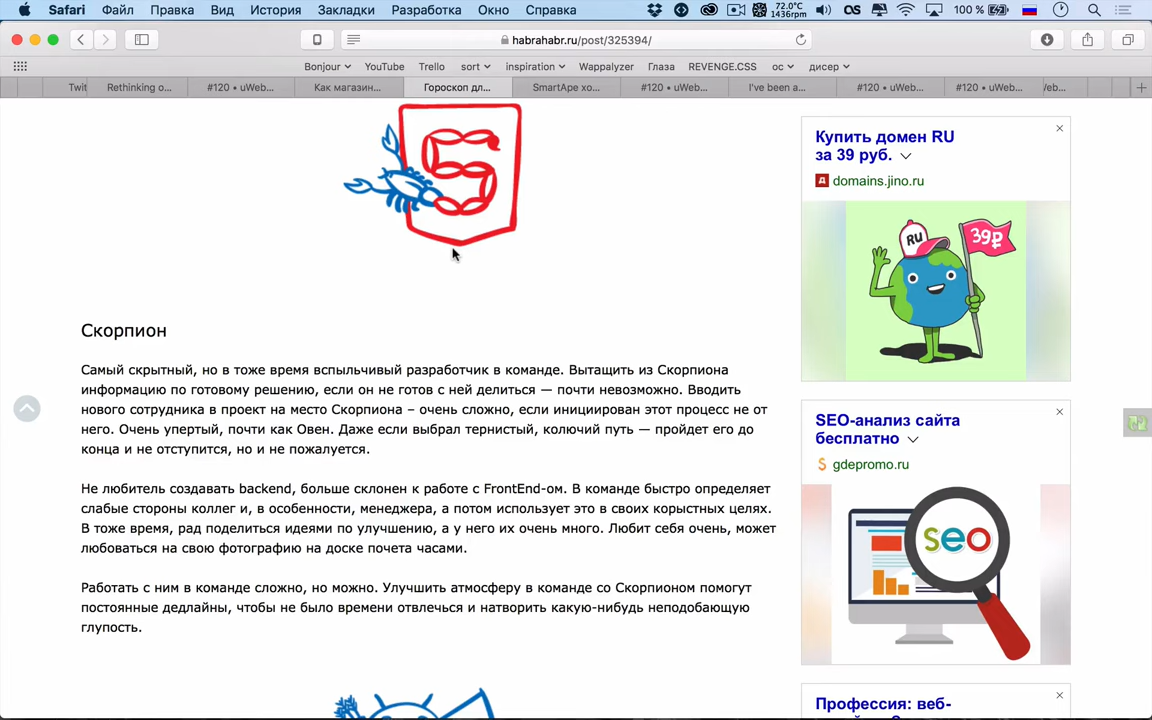 Safari Файл Правка Вид История Закладки Разработка Окно Справка
72.0°C
1436rpm
100 %
habrahabr.ru/post/325394/
Bonjour YouTube Trello sort inspiration Wappalyzer Глаза REVENGE.CSS ос дисер
Twit Rethinking o... #120 • uWeb... Как магазин... Гороскоп дл... SmartApe хо... #120 • uWeb... I've been a... #120 • uWeb... #120 • uWeb... /eb...
Скорпион
Самый скрытный, но в тоже время вспыльчивый разработчик в команде. Вытащить из Скорпиона
информацию по готовому решению, если он не готов с ней делиться — почти невозможно. Вводить
нового сотрудника в проект на место Скорпиона – очень сложно, если инициирован этот процесс не от
него. Очень упертый, почти как Овен. Даже если выбрал тернистый, колючий путь — пройдет его до
конца и не отступится, но и не пожалуется.
Не любитель создавать backend, больше склонен к работе с FrontEnd-ом. В команде быстро определяет
слабые стороны коллег и, в особенности, менеджера, а потом использует это в своих корыстных целях.
В тоже время, рад поделиться идеями по улучшению, а у него их очень много. Любит себя очень, может
любоваться на свою фотографию на доске почета часами.
Работать с ним в команде сложно, но можно. Улучшить атмосферу в команде со Скорпионом помогут
постоянные дедлайны, чтобы не было времени отвлечься и натворить какую-нибудь неподобающую
глупость.
Купить домен RU
за 39 руб.
domains.jino.ru
RU
39₽
SEO-анализ сайта
бесплатно
gdepromo.ru
seo
Профессия: веб-